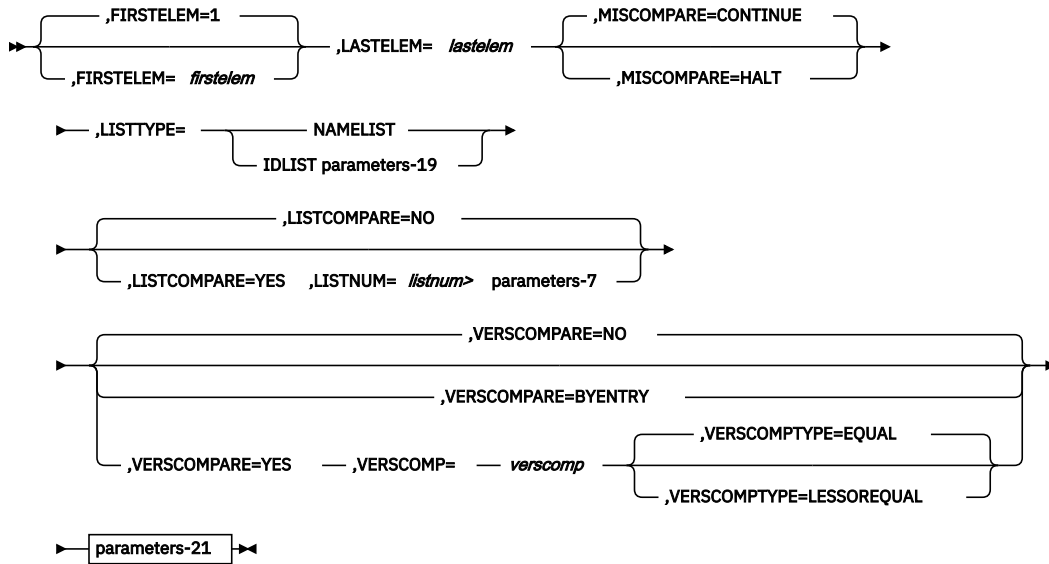 ,FIRSTELEM=1
,FIRSTELEM= firstelem
,LASTELEM= lastelem
,MISCOMPARE=CONTINUE
,MISCOMPARE=HALT
,LISTTYPE=
NAMELIST
IDLIST parameters-19
,LISTCOMPARE=NO
,LISTCOMPARE=YES ,LISTNUM= listnum> parameters-7
,VERSCOMPARE=NO
,VERSCOMPARE=BYENTRY
,VERSCOMPARE=YES ,VERSCOMP= verscomp
,VERSCOMPTYPE=EQUAL
,VERSCOMPTYPE=LESSOREQUAL
parameters-21